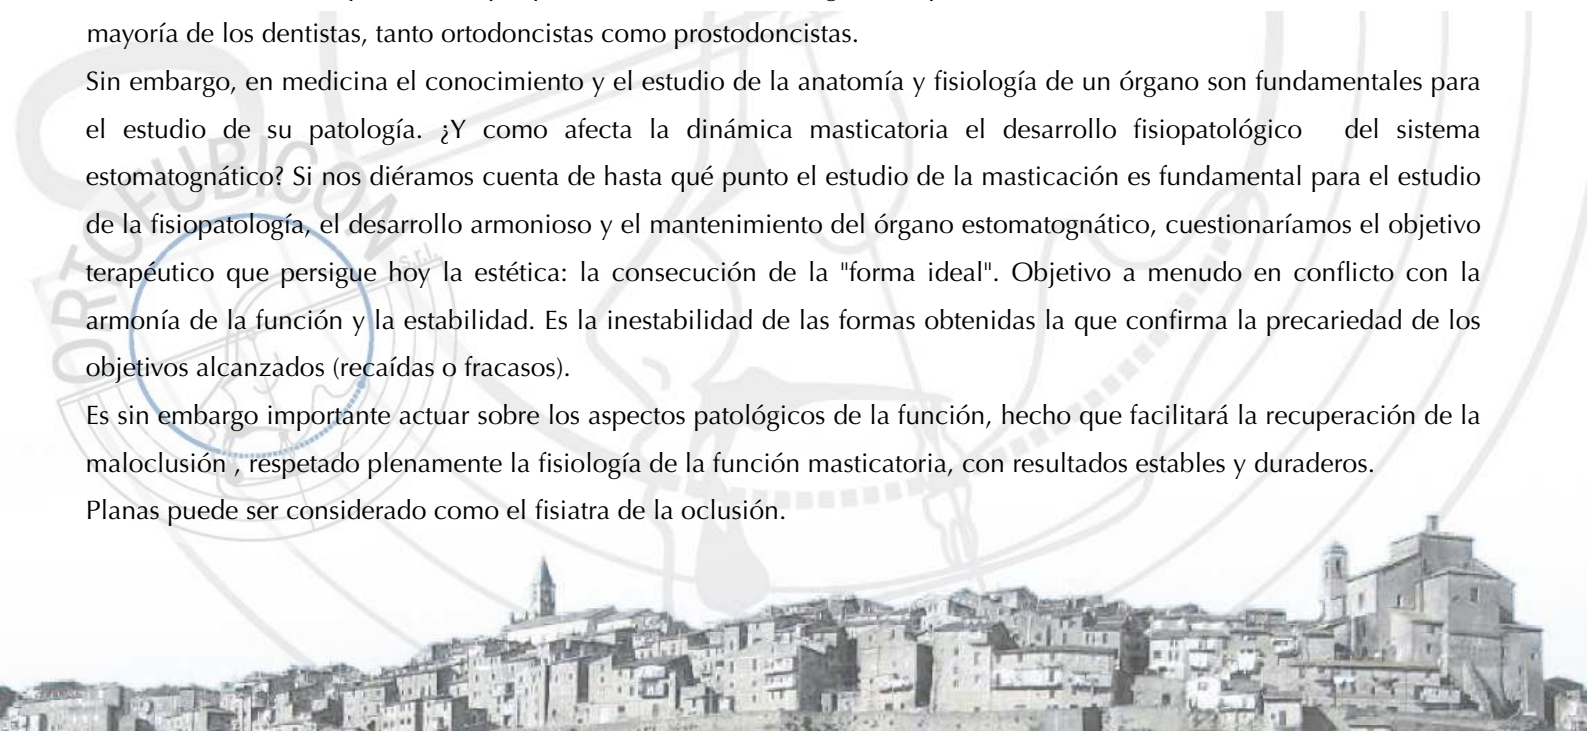 mayoría de los dentistas, tanto ortodoncistas como prostodoncistas.
Sin embargo, en medicina el conocimiento y el estudio de la anatomía y fisiología de un órgano son fundamentales para
el estudio de su patología. ¿Y como afecta la dinámica masticatoria el desarrollo fisiopatológico del sistema
estomatognático? Si nos diéramos cuenta de hasta qué punto el estudio de la masticación es fundamental para el estudio
de la fisiopatología, el desarrollo armonioso y el mantenimiento del órgano estomatognático, cuestionaríamos el objetivo
terapéutico que persigue hoy la estética: la consecución de la "forma ideal". Objetivo a menudo en conflicto con la
armonía de la función y la estabilidad. Es la inestabilidad de las formas obtenidas la que confirma la precariedad de los
objetivos alcanzados (recaídas o fracasos).
Es sin embargo importante actuar sobre los aspectos patológicos de la función, hecho que facilitará la recuperación de la
maloclusión , respetado plenamente la fisiología de la función masticatoria, con resultados estables y duraderos.
Planas puede ser considerado como el fisiatra de la oclusión.
ORTOFUBICON s.r.l.